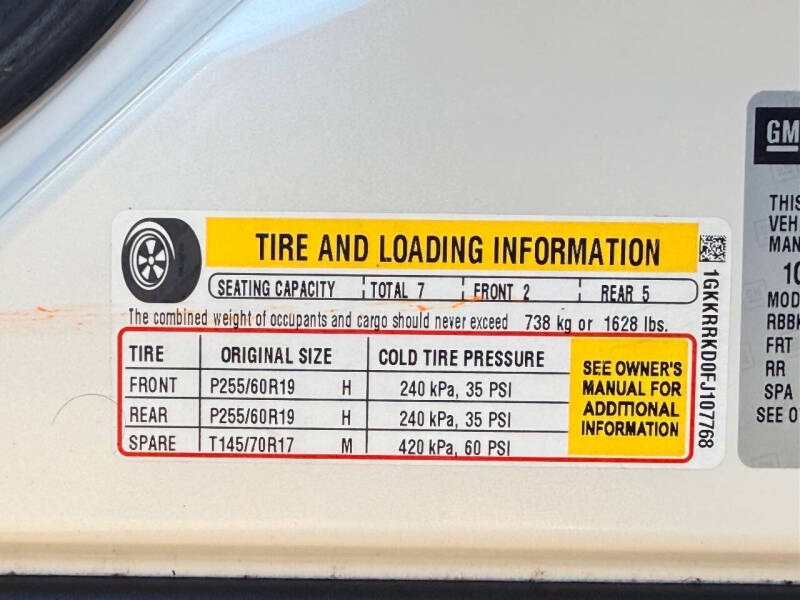 TIRE AND LOADING INFORMATION
SEATING CAPACITY TOTAL 7 FRONT 2 REAR 5
The combined weight of occupants and cargo should never exceed 738 kg or 1628 lbs.
TIRE ORIGINAL SIZE COLD TIRE PRESSURE
FRONT P255/60R19 H 240 kPa, 35 PSI
REAR P255/60R19 H 240 kPa, 35 PSI
SPARE T145/70R17 M 420 kPa, 60 PSI
SEE OWNER'S
MANUAL FOR
ADDITIONAL
INFORMATION
1GKKRRKD0FJ107768
GM
THIS
VEH
MAN
10
MOD
RBBK
FRT
RR
SPA
SEE O